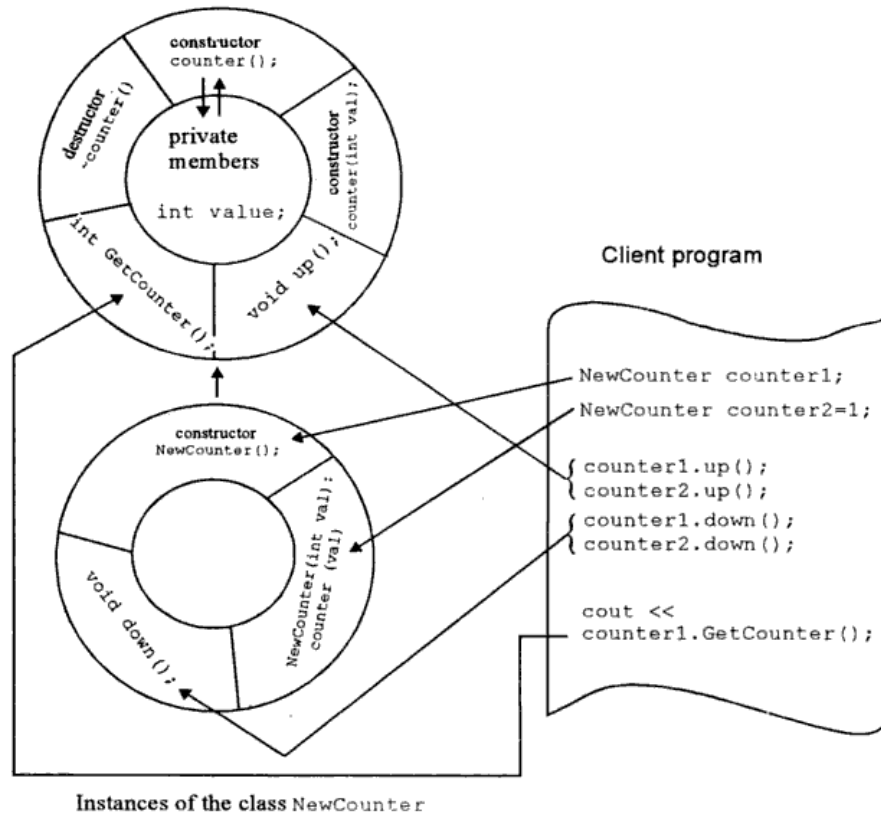 constructor
counter();
destructor
~counter()
constructor
counter(int val);
private
members
int value;
int GetCounter();
void up();
Client program
NewCounter counter1;
NewCounter counter2=1;
{ counter1.up();
{ counter2.up();
{ counter1.down();
{ counter2.down();
cout <<
counter1.GetCounter();
constructor
NewCounter();
NewCounter(int val);
counter (val)
void down();
Instances of the class NewCounter